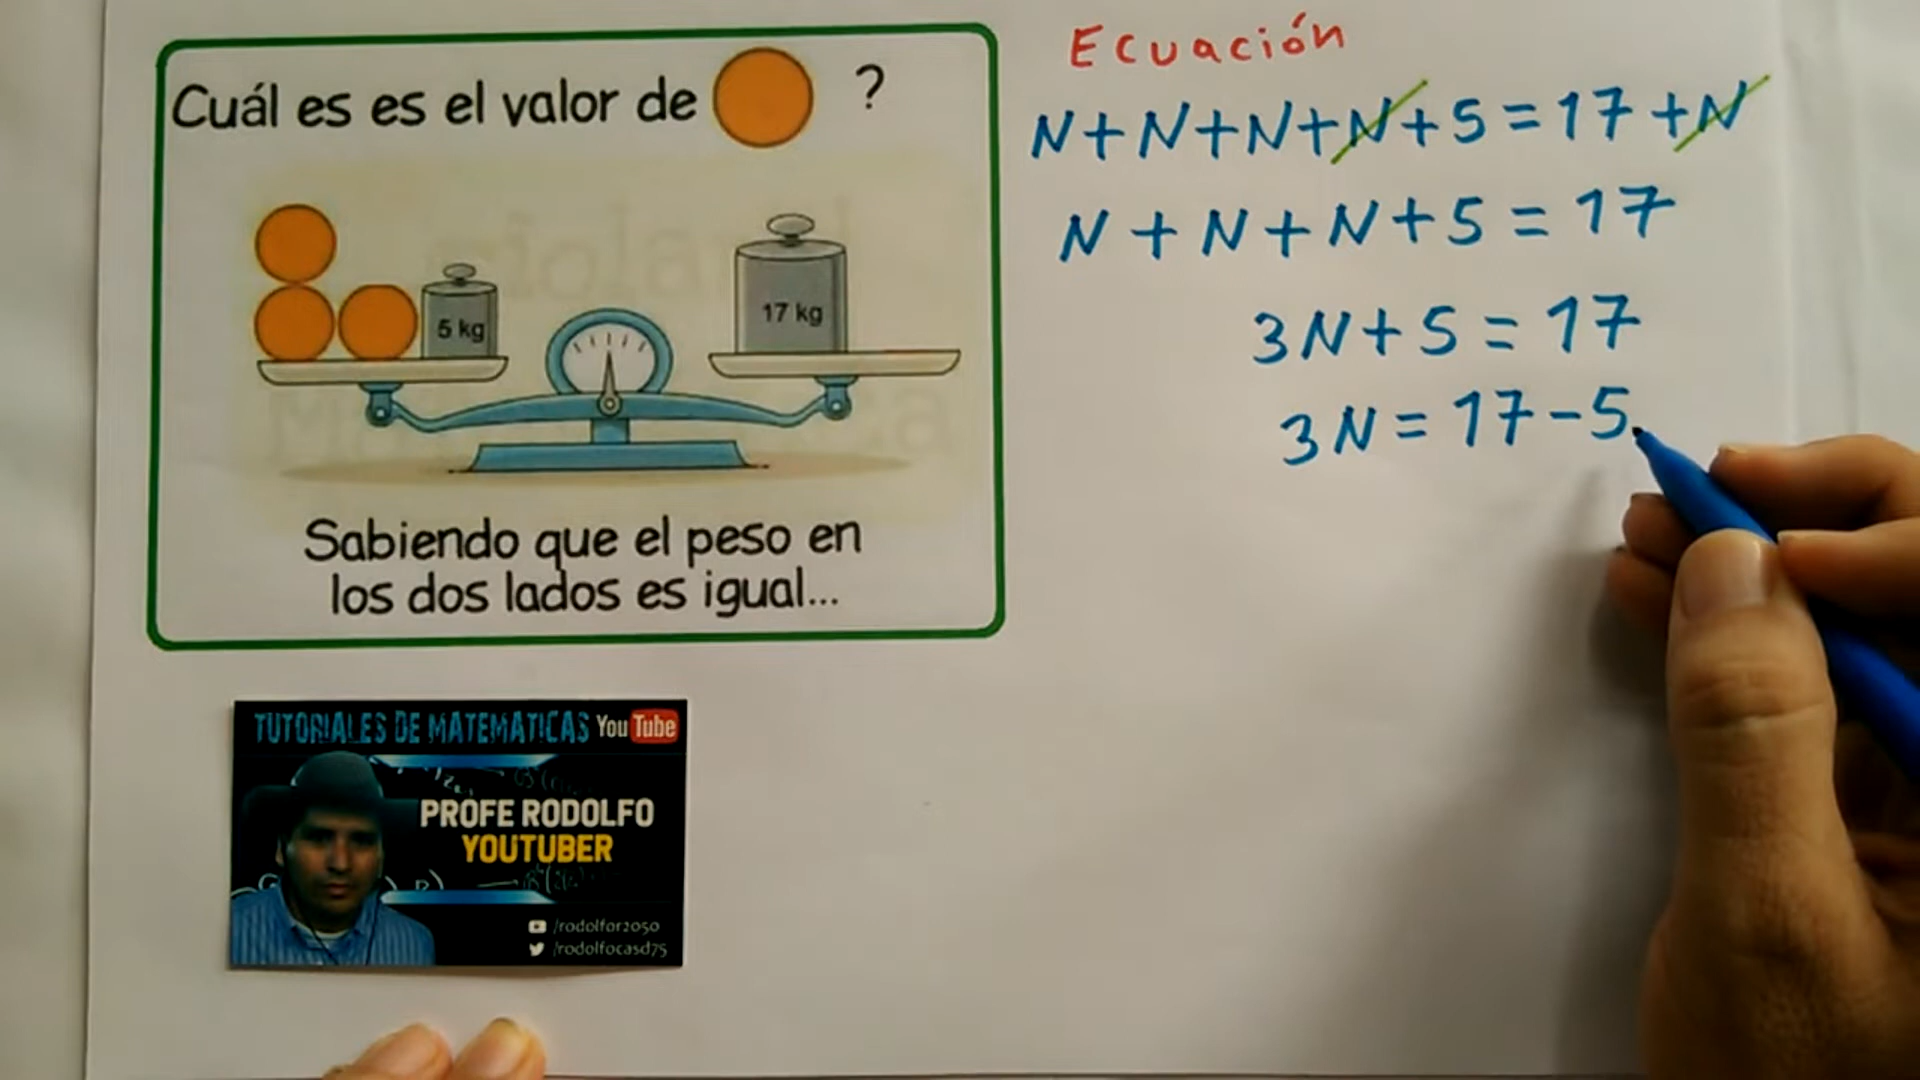 Cuál es es el valor de ?
5 kg
17 kg
Sabiendo que el peso en
los dos lados es igual...
Ecuación
N+N+N+N+5=17+N
N+N+N+5=17
3N+5=17
3N=17-5
TUTORIALES DE MATEMATICAS YouTube
PROFE RODOLFO
YOUTUBER
/rodolfor2050
/rodolfocasd75